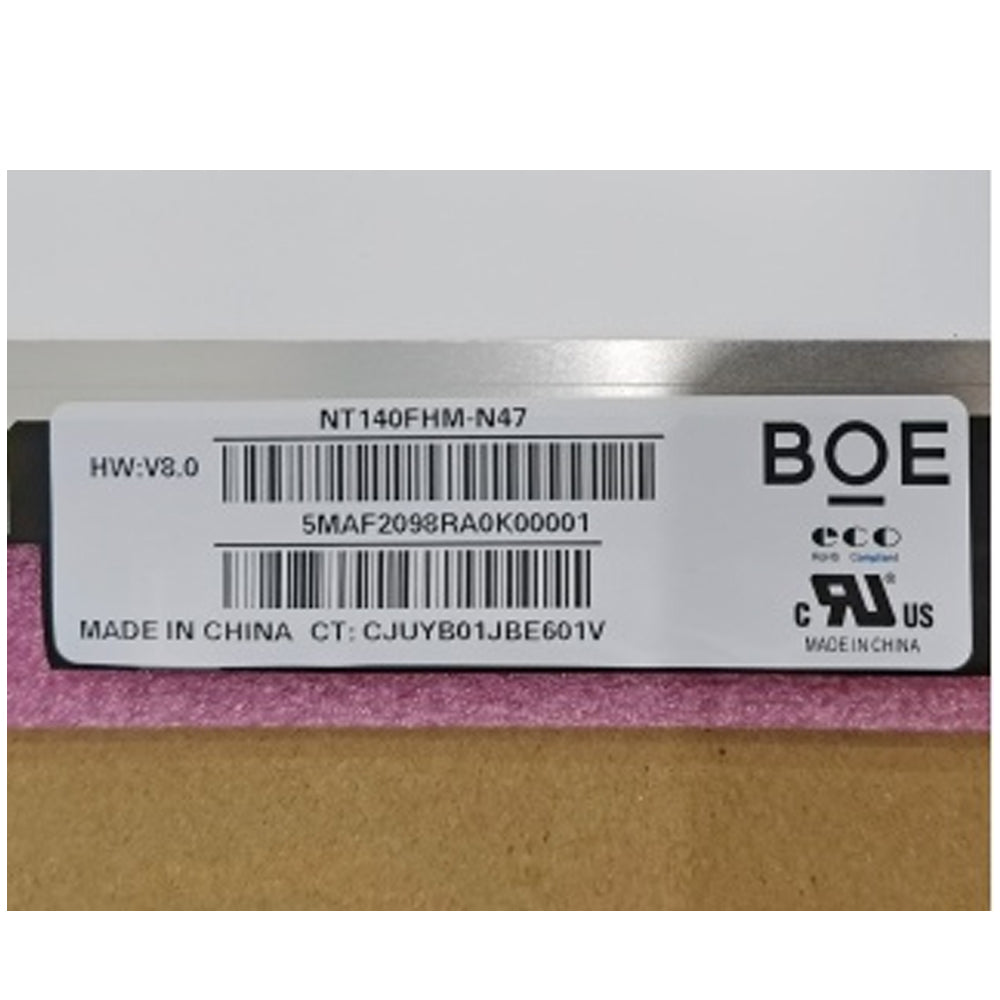 NT140FHM-N47
HW:V8.0
5MAF2098RA0K00001
MADE IN CHINA CT: CJUYB01JBE601V
BOE
eco
RoHS Compliant
C RU® US
MADE IN CHINA